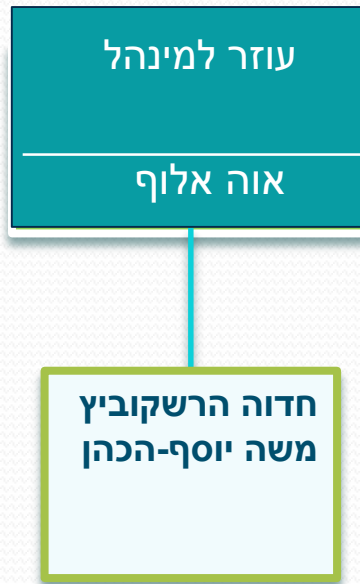 עוזר למינהל
אוה אלוף
חדוה הרשקוביץ
משה יוסף-הכהן